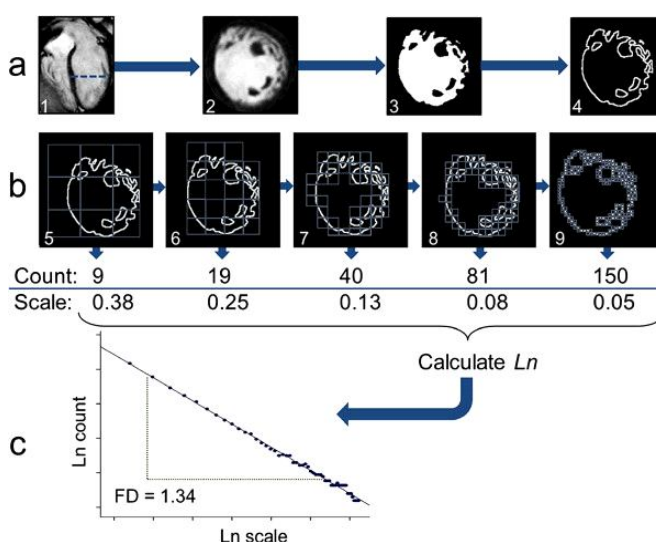 a
1
2
3
4
b
5
6
7
8
9
Count: 9 19 40 81 150
Scale: 0.38 0.25 0.13 0.08 0.05
Calculate Ln
c
Ln count
FD = 1.34
Ln scale